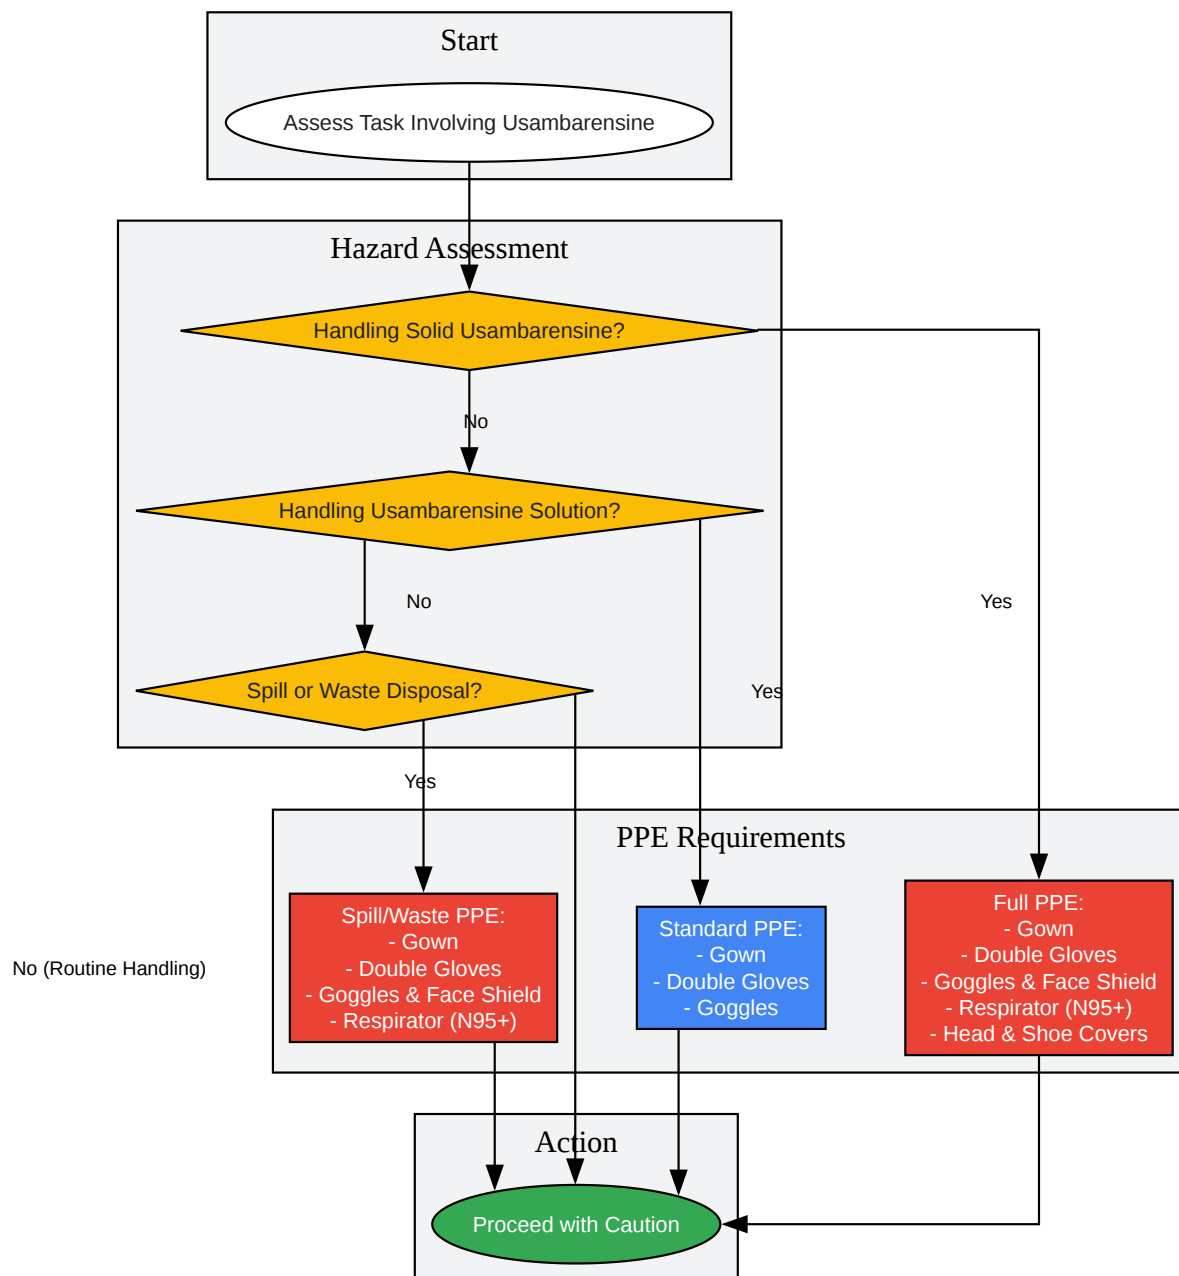 Start
Assess Task Involving Usambarensine
Hazard Assessment
Handling Solid Usambarensine?
No
Handling Usambarensine Solution?
No
Yes
Spill or Waste Disposal?
Yes
Yes
PPE Requirements
Spill/Waste PPE:
- Gown
- Double Gloves
- Goggles & Face Shield
- Respirator (N95+)
Standard PPE:
- Gown
- Double Gloves
- Goggles
Full PPE:
- Gown
- Double Gloves
- Goggles & Face Shield
- Respirator (N95+)
- Head & Shoe Covers
No (Routine Handling)
Action
Proceed with Caution